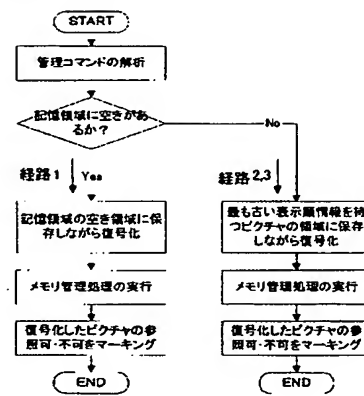 START
管理コマンドの解析
記憶領域に空きがあ
るか？
No
経路1 Yes
経路2,3
記憶領域の空き領域に保
存しながら復号化
最も古い表示順情報を持
つピクチャの領域に保存
しながら復号化
メモリ管理処理の実行
メモリ管理処理の実行
復号化したピクチャの参
照可・不可をマーキング
復号化したピクチャの参
照可・不可をマーキング
END
END